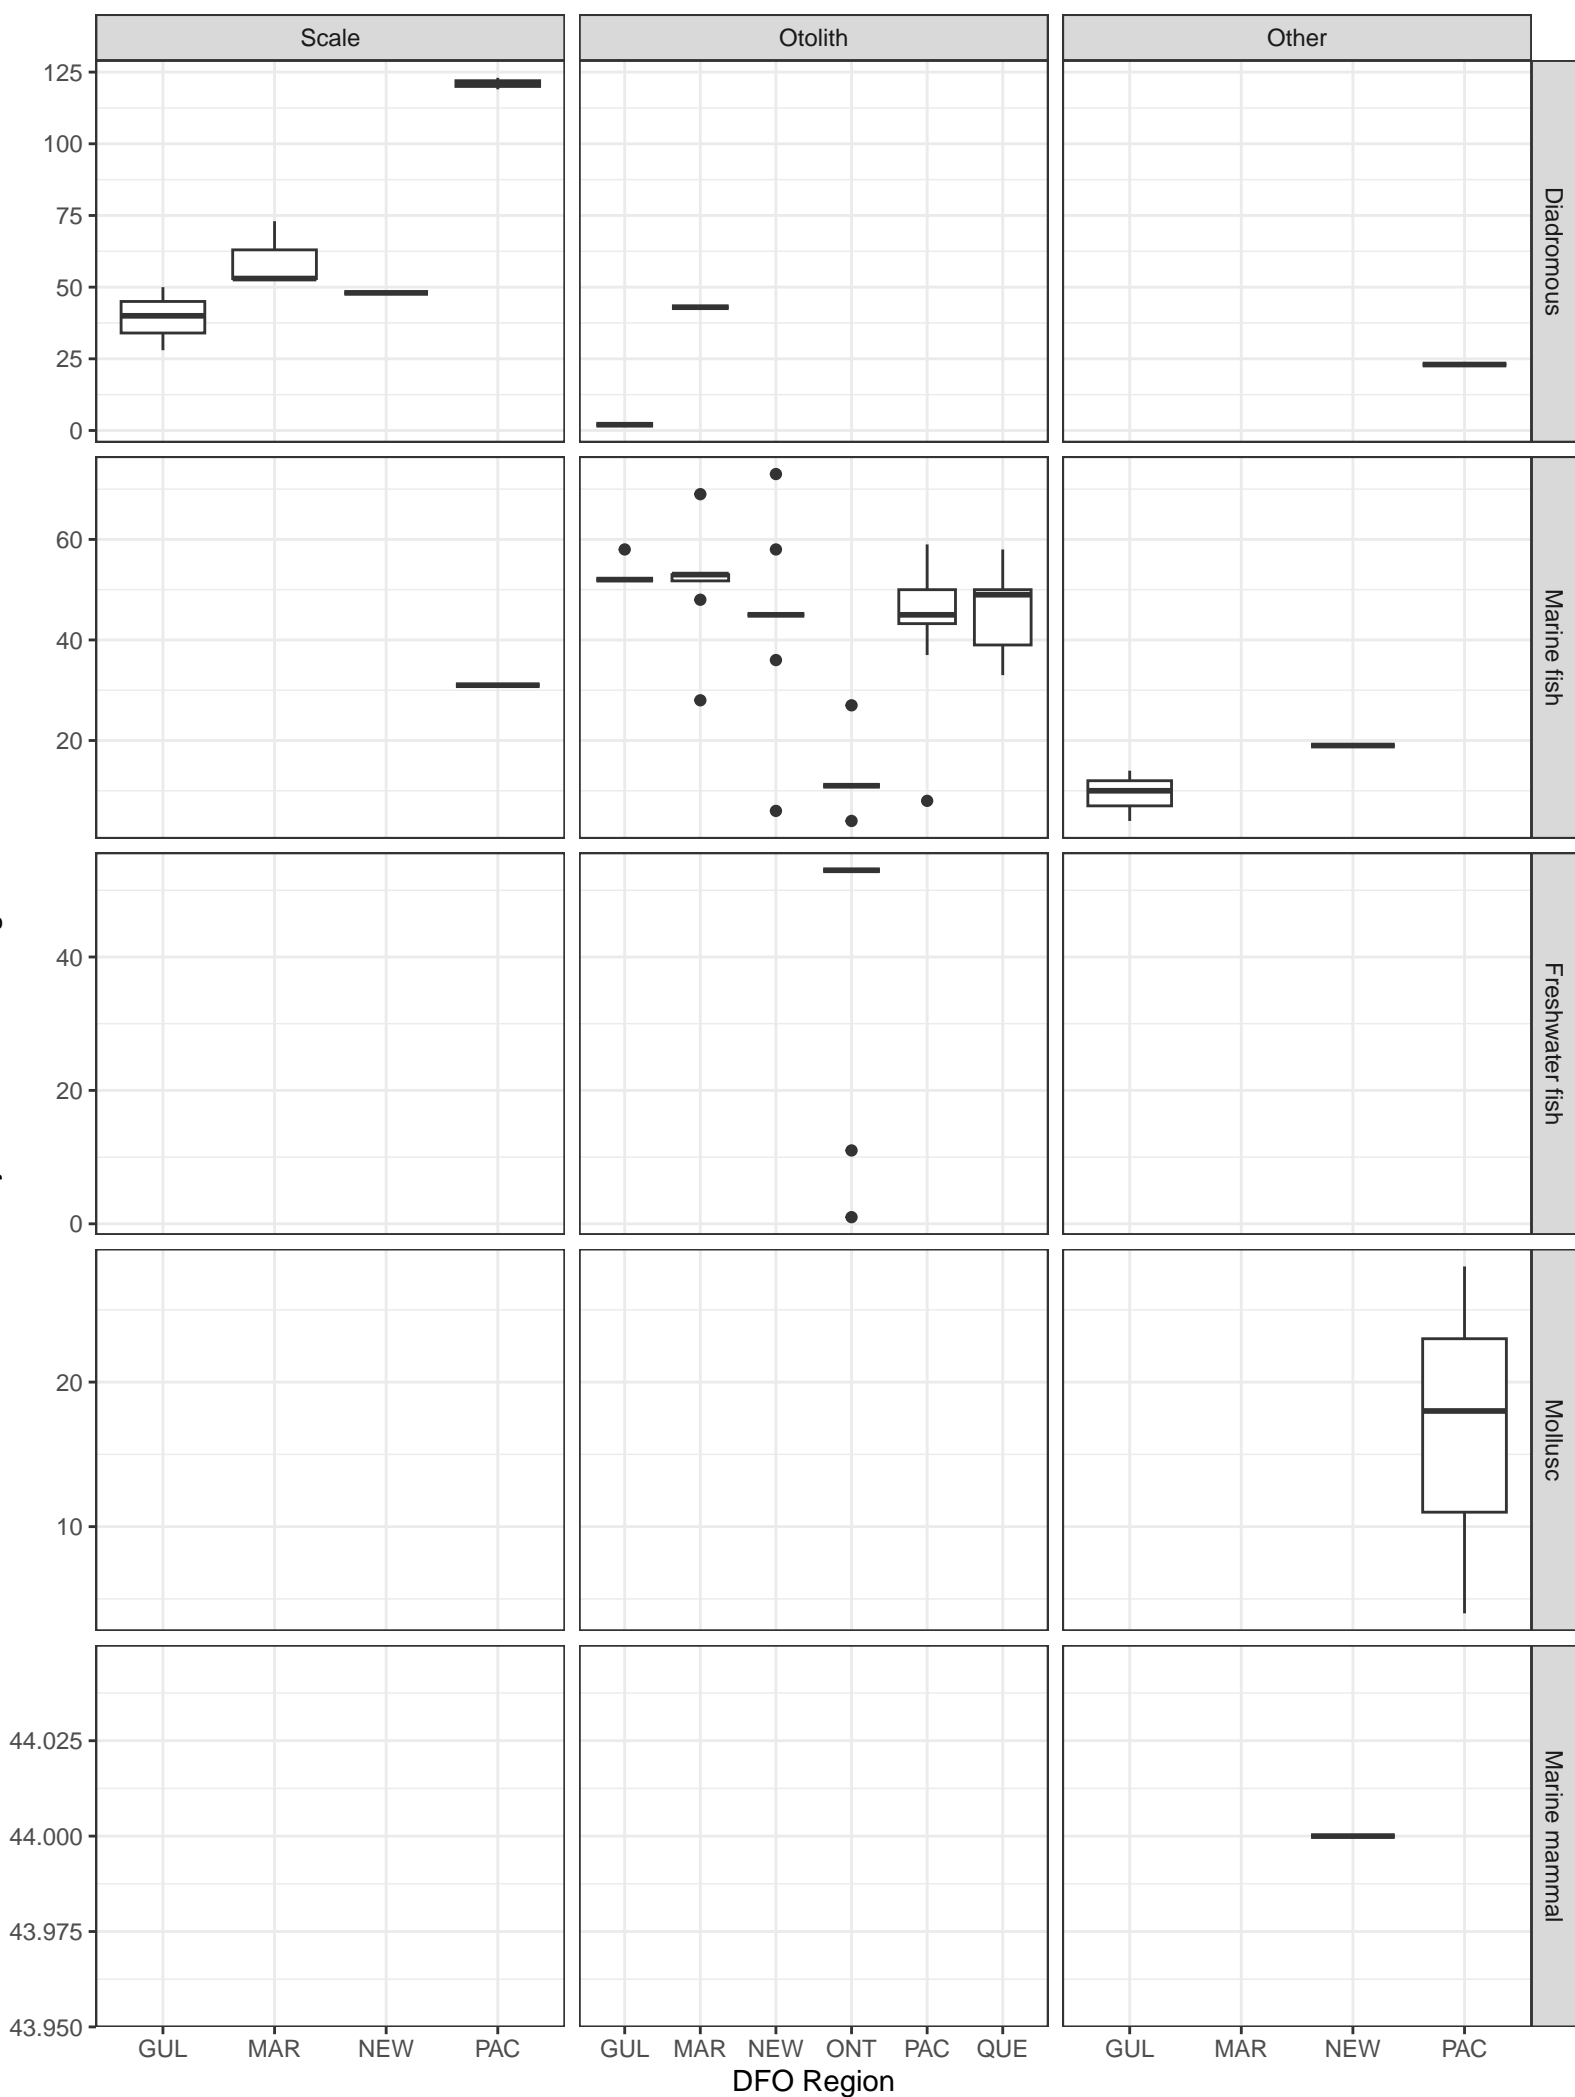 Scale Otolith Other
125
100
75
50
25
0
Diadromous
60
40
20
Marine fish
40
20
0
Freshwater fish
20
10
Mollusc
44.025
44.000
43.975
43.950
Marine mammal
GUL MAR NEW PAC GUL MAR NEW ONT PAC QUE GUL MAR NEW PAC
DFO Region